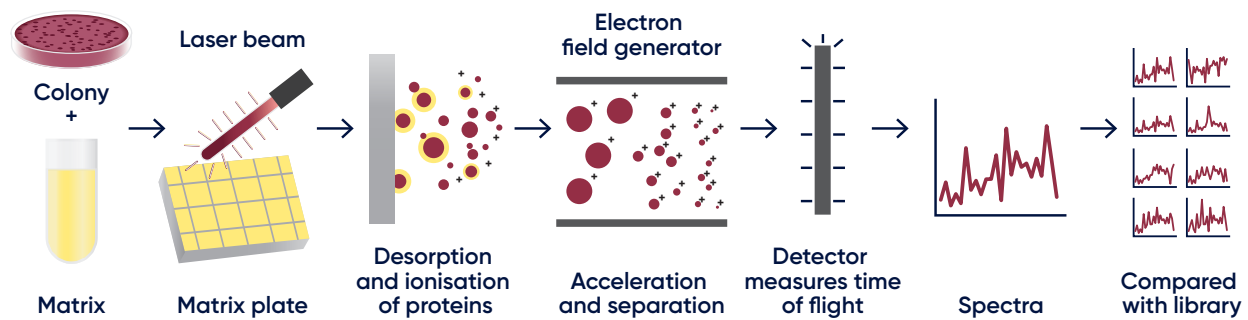 Colony
+
Matrix
Laser beam
Matrix plate
Desorption
and ionisation
of proteins
Electron
field generator
Acceleration
and separation
Detector
measures time
of flight
Spectra
Compared
with library